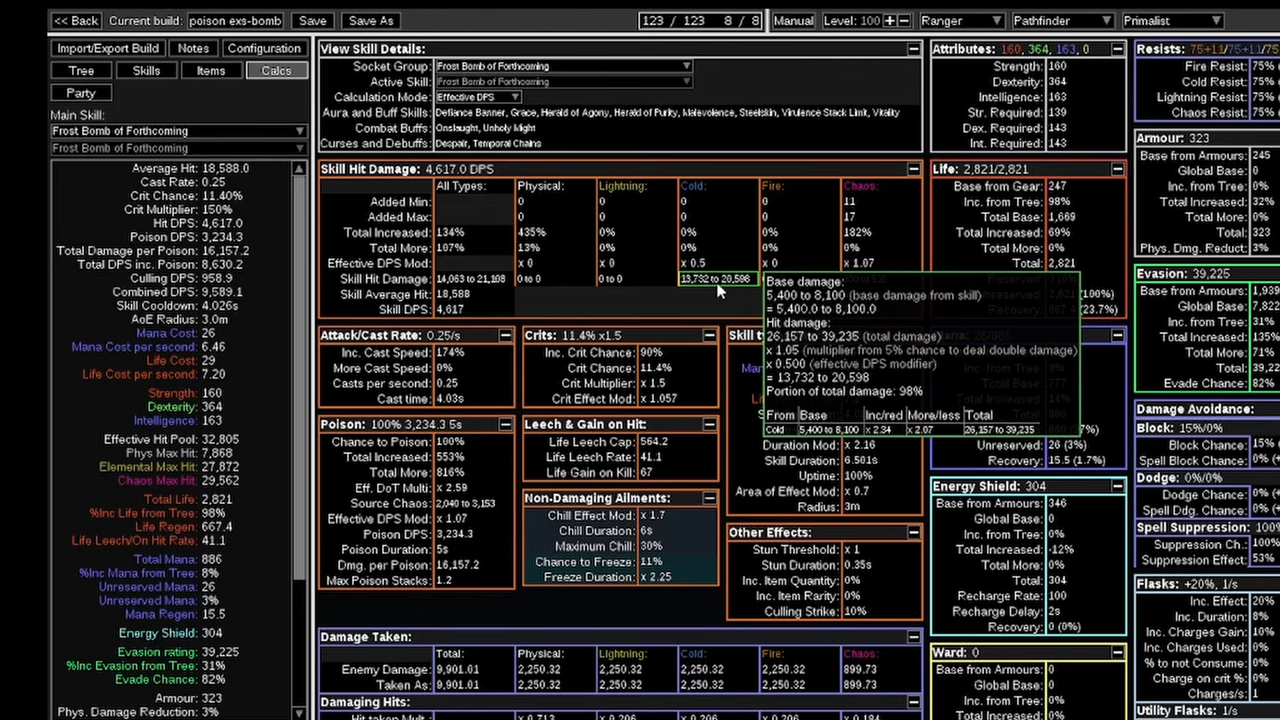 << Back Current build: poison exs-bomb Save Save As 123 / 123 8 / 8 Manual Level: 100 Ranger Pathfinder Primalist
Import/Export Build Notes Configuration
Tree Skills Items Calcs
Party
Main Skill:
Frost Bomb of Forthcoming
Frost Bomb of Forthcoming
Average Hit: 18,588.0
Cast Rate: 0.25
Crit Chance: 11.40%
Crit Multiplier: 150%
Hit DPS: 4,617.0
Poison DPS: 3,234.3
Total Damage per Poison: 16,157.2
Total DPS inc. Poison: 8,630.2
Culling DPS: 958.9
Combined DPS: 9,589.1
Skill Cooldown: 4.026s
AoE Radius: 3.0m
Mana Cost: 26
Mana Cost per second: 6.46
Life Cost: 29
Life Cost per second: 7.20
Strength: 160
Dexterity: 364
Intelligence: 163
Effective Hit Pool: 32,805
Phys Max Hit: 7,868
Elemental Max Hit: 27,872
Chaos Max Hit: 29,562
Total Life: 2,821
%Inc Life from Tree: 98%
Life Regen: 667.4
Life Leech/On Hit Rate: 41.1
Total Mana: 886
%Inc Mana from Tree: 8%
Unreserved Mana: 26
Unreserved Mana: 3%
Mana Regen: 15.5
Energy Shield: 304
Evasion rating: 39,225
%Inc Evasion from Tree: 31%
Evade Chance: 82%
Armour: 323
Phys. Damage Reduction: 3%
View Skill Details:
Socket Group: Frost Bomb of Forthcoming
Active Skill: Frost Bomb of Forthcoming
Calculation Mode: Effective DPS
Aura and Buff Skills: Defiance Banner, Grace, Herald of Agony, Herald of Purity, Malevolence, Steelskin, Virulence Stack Limit, Vitality
Combat Buffs: Onslaught, Unholy Might
Curses and Debuffs: Despair, Temporal Chains
Skill Hit Damage: 4,617.0 DPS
All Types: Physical: Lightning: Cold: Fire: Chaos:
Added Min: 0 0 0 0 11
Added Max: 0 0 0 0 17
Total Increased: 134% 435% 0% 0% 0% 182%
Total More: 107% 13% 0% 0% 0% 0%
Effective DPS Mod: x 0 x 0 x 0.5 x 0 x 1.07
Skill Hit Damage: 14,063 to 21,108 0 to 0 0 to 0 13,732 to 20,598
Skill Average Hit: 18,588
Skill DPS: 4,617
Base damage:
5,400 to 8,100 (base damage from skill)
= 5,400.0 to 8,100.0
Hit damage:
26,157 to 39,235 (total damage)
x 1.05 (multiplier from 5% chance to deal double damage)
x 0.500 (effective DPS modifier)
= 13,732 to 20,598
Portion of total damage: 98%
From Base Inc/red More/less Total
Cold 5,400 to 8,100 x 2.34 x 2.07 26,157 to 39,235
Attack/Cast Rate: 0.25/s
Inc. Cast Speed: 174%
More Cast Speed: 0%
Casts per second: 0.25
Cast time: 4.03s
Crits: 11.4% x1.5
Inc. Crit Chance: 90%
Crit Chance: 11.4%
Crit Multiplier: x 1.5
Crit Effect Mod: x 1.057
Skill ty
Poison: 100% 3,234.3 5s
Chance to Poison: 100%
Total Increased: 553%
Total More: 816%
Eff. DoT Multi: x 2.59
Source Chaos: 2,040 to 3,153
Effective DPS Mod: x 1.07
Poison DPS: 3,234.3
Poison Duration: 5s
Dmg. per Poison: 16,157.2
Max Poison Stacks: 1.2
Leech & Gain on Hit:
Life Leech Cap: 564.2
Life Leech Rate: 41.1
Life Gain on Kill: 67
Non-Damaging Ailments:
Chill Effect Mod: x 1.7
Chill Duration: 6s
Maximum Chill: 30%
Chance to Freeze: 11%
Freeze Duration: x 2.25
Duration Mod: x 2.16
Skill Duration: 6.501s
Uptime: 100%
Area of Effect Mod: x 0.7
Radius: 3m
Other Effects:
Stun Threshold: x 1
Stun Duration: 0.35s
Inc. Item Quantity: 0%
Inc. Item Rarity: 0%
Culling Strike: 10%
Damage Taken:
Total: Physical: Lightning: Cold: Fire: Chaos:
Enemy Damage: 9,901.01 2,250.32 2,250.32 2,250.32 2,250.32 899.73
Taken As: 9,901.01 2,250.32 2,250.32 2,250.32 2,250.32 899.73
Damaging Hits:
Attributes: 160, 364, 163, 0
Strength: 160
Dexterity: 364
Intelligence: 163
Str. Required: 139
Dex. Required: 143
Int. Required: 143
Life: 2,821/2,821
Base from Gear: 247
Inc. from Tree: 98%
Total Base: 1,669
Total Increased: 69%
Total More: 0%
Total: 2,821
(100%)
(23.7%)
Unreserved: 26 (3%)
Recovery: 15.5 (1.7%)
Energy Shield: 304
Base from Armours: 346
Global Base: 0
Inc. from Tree: 0%
Total Increased: -12%
Total More: 0%
Total: 304
Recharge Rate: 100
Recharge Delay: 2s
Recovery: 0 (0%)
Ward: 0
Base from Armours: 0
Global Base: 0
Inc. from Tree: 0%
Resists: 75+11/75+11/75
Fire Resist: 75%
Cold Resist: 75%
Lightning Resist: 75%
Chaos Resist: 75%
Armour: 323
Base from Armours: 245
Global Base: 0
Inc. from Tree: 0%
Total Increased: 32%
Total More: 0%
Total: 323
Phys. Dmg. Reduct: 3%
Evasion: 39,225
Base from Armours: 1,939
Global Base: 7,822
Inc. from Tree: 31%
Total Increased: 135%
Total More: 71%
Total: 39,22
Evade Chance: 82%
Damage Avoidance:
Block: 15%/0%
Block Chance: 15%
Spell Block Chance: 0%
Dodge: 0%/0%
Dodge Chance: 0%
Spell Ddg. Chance: 0%
Spell Suppression: 100%
Suppression Ch.: 100%
Suppression Effect: 53%
Flasks: +20%, 1/s
Inc. Effect: 20%
Inc. Duration: 8%
Inc. Charges Gain: 10%
Inc. Charges Used: 0%
% to not Consume: 0%
Charge on crit %: 0%
Charges/s: 1
Utility Flasks: 1/s